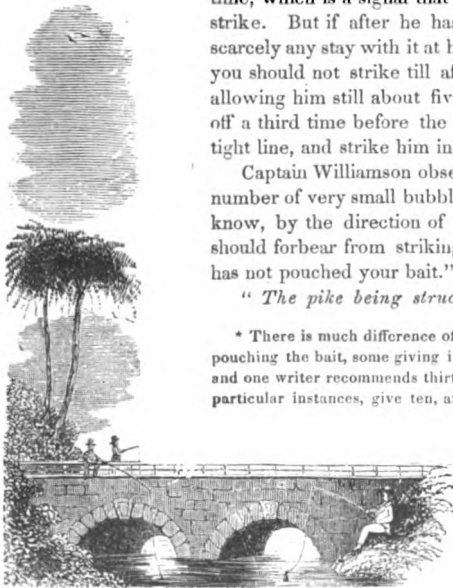 time, which is a signal that
strike. But if after he has
scarcely any stay with it at h
you should not strike till af
allowing him still about fiv
off a third time before the
tight line, and strike him in
Captain Williamson obse
number of very small bubbl
know, by the direction of
should forbear from strikin
has not pouched your bait."
" The pike being struc
* There is much difference of
pouching the bait, some giving i
and one writer recommends thirt
particular instances, give ten, a